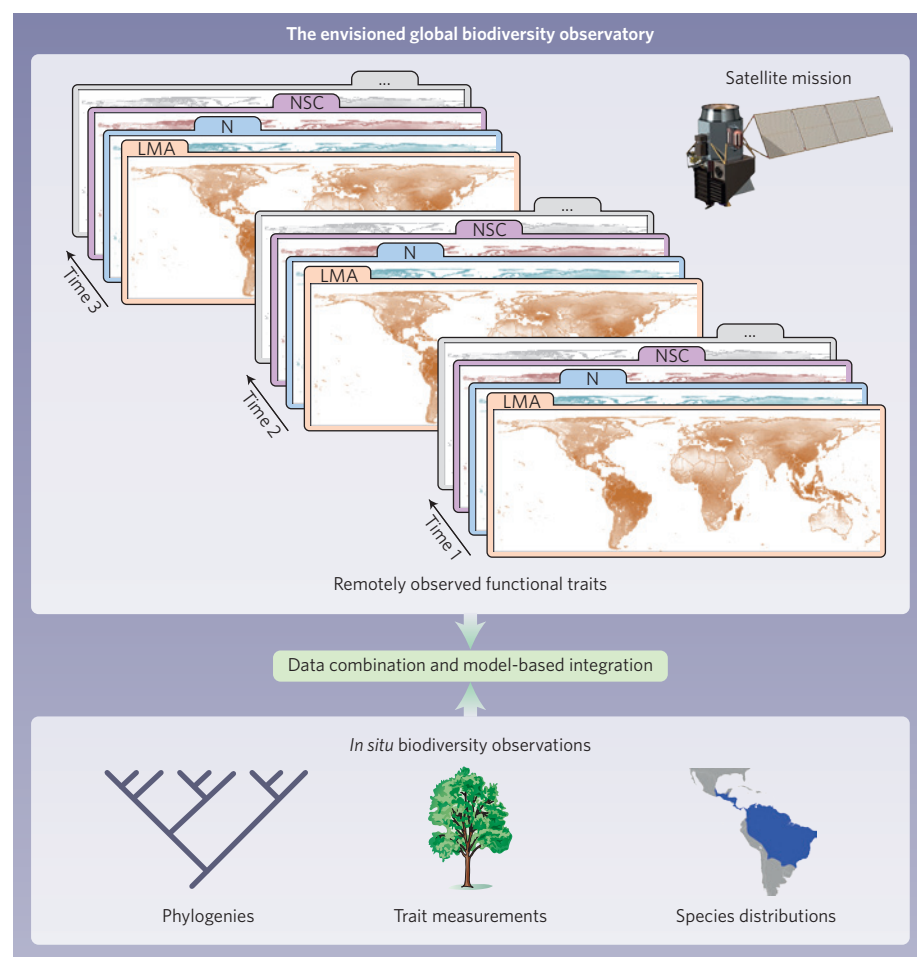 The envisioned global biodiversity observatory
Satellite mission
...
NSC
N
LMA
Time 3
...
NSC
N
LMA
Time 2
...
NSC
N
LMA
Time 1
Remotely observed functional traits
Data combination and model-based integration
In situ biodiversity observations
Phylogenies
Trait measurements
Species distributions